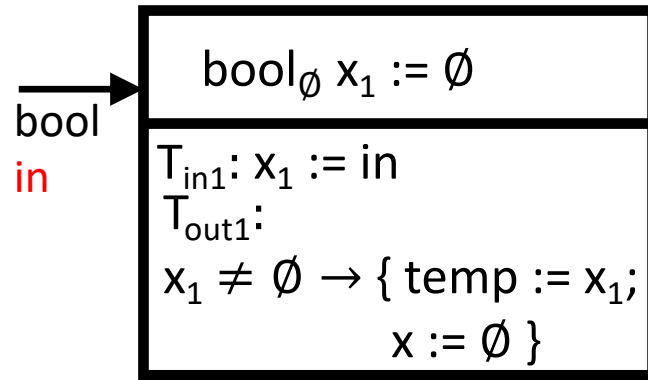 bool∅ x₁ := ∅
bool
in
Tin1: x₁ := in
Tout1:
x₁ ≠ ∅ → { temp := x₁;
x := ∅ }